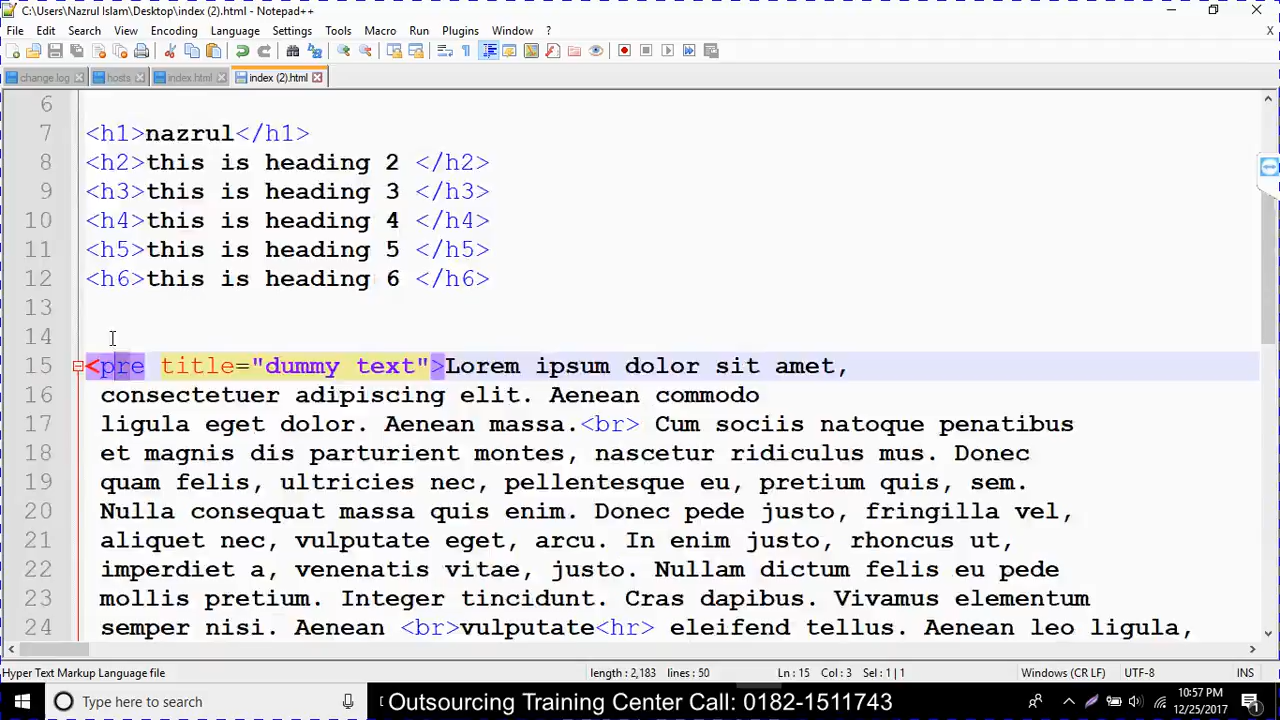 C:\Users\Nazrul Islam\Desktop\index (2).html - Notepad++
File Edit Search View Encoding Language Settings Tools Macro Run Plugins Window ? X
change.log hosts index.html index (2).html
6
7 <h1>nazrul</h1>
8 <h2>this is heading 2 </h2>
9 <h3>this is heading 3 </h3>
10 <h4>this is heading 4 </h4>
11 <h5>this is heading 5 </h5>
12 <h6>this is heading 6 </h6>
13
14
15 <pre title="dummy text">Lorem ipsum dolor sit amet,
16 consectetuer adipiscing elit. Aenean commodo
17 ligula eget dolor. Aenean massa.<br> Cum sociis natoque penatibus
18 et magnis dis parturient montes, nascetur ridiculus mus. Donec
19 quam felis, ultricies nec, pellentesque eu, pretium quis, sem.
20 Nulla consequat massa quis enim. Donec pede justo, fringilla vel,
21 aliquet nec, vulputate eget, arcu. In enim justo, rhoncus ut,
22 imperdiet a, venenatis vitae, justo. Nullam dictum felis eu pede
23 mollis pretium. Integer tincidunt. Cras dapibus. Vivamus elementum
24 semper nisi. Aenean <br>vulputate<hr> eleifend tellus. Aenean leo ligula,
Hyper Text Markup Language file length : 2,183 lines : 50 Ln : 15 Col : 3 Sel : 1 | 1 Windows (CR LF) UTF-8 INS
Type here to search [ Outsourcing Training Center Call: 0182-1511743 10:57 PM
12/25/2017